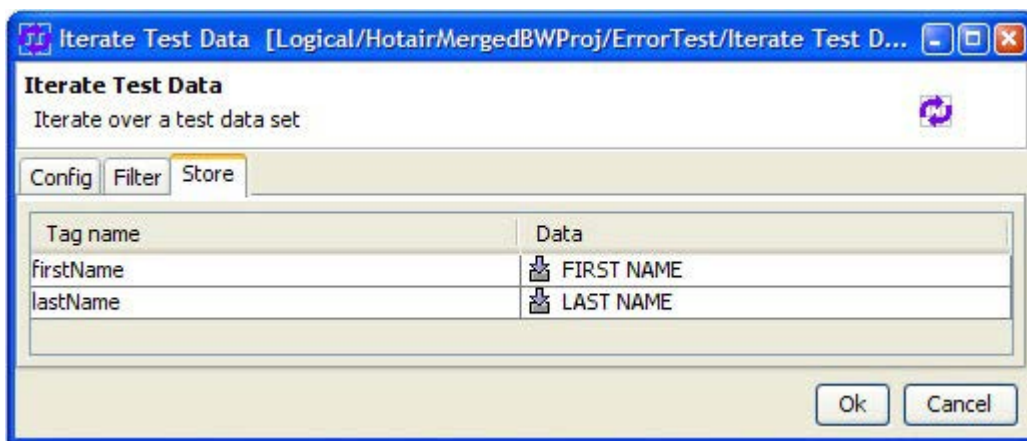 Iterate Test Data [Logical/HotairMergedBWProj/ErrorTest/Iterate Test D...
Iterate Test Data
Iterate over a test data set
Config Filter Store
Tag name Data
firstName FIRST NAME
lastName LAST NAME
Ok Cancel